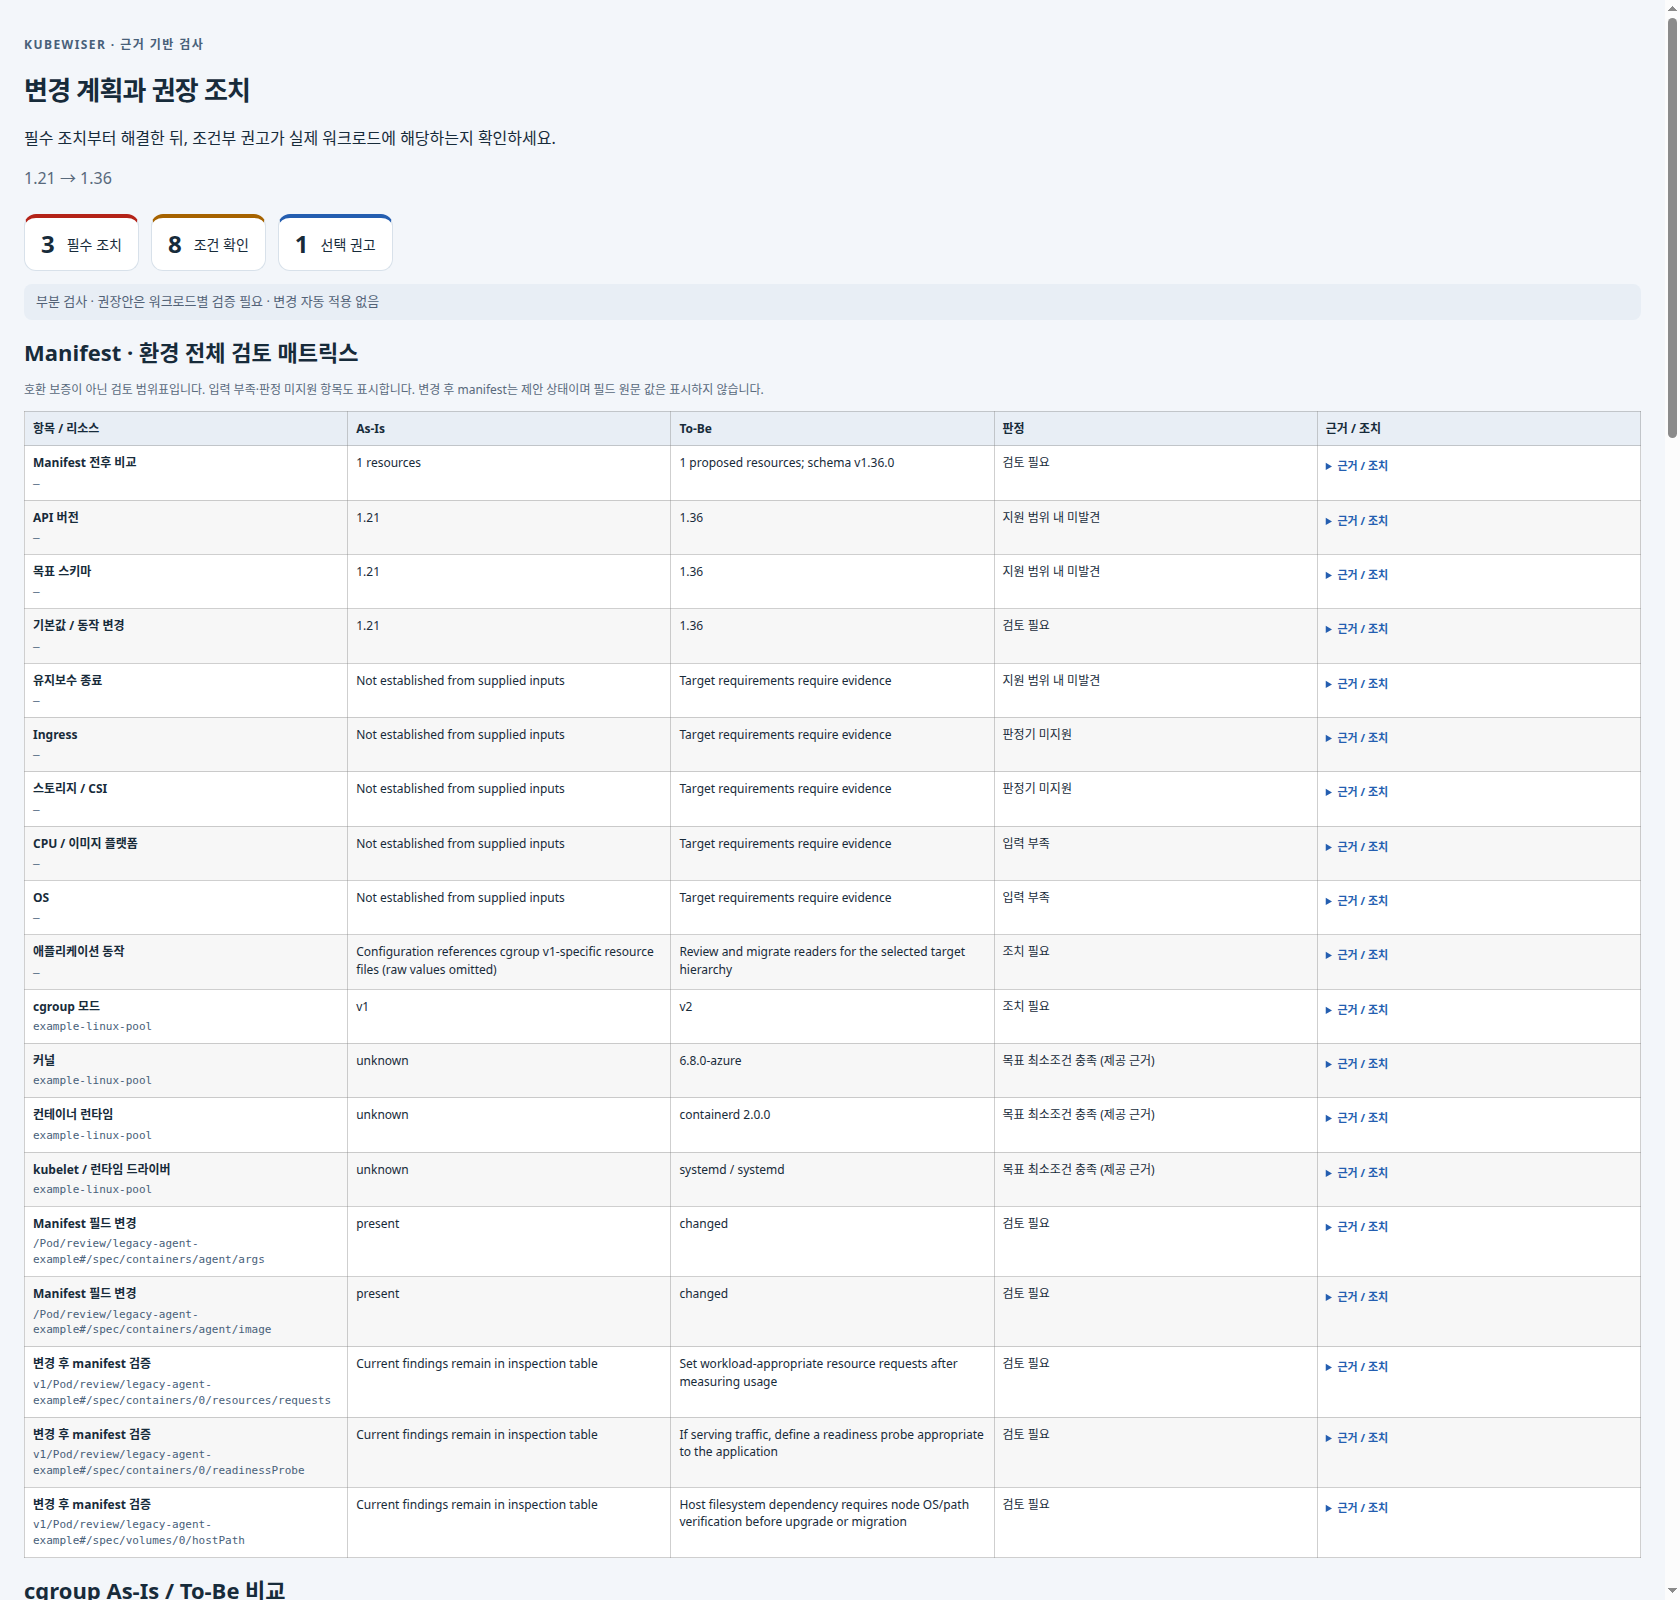 KUBEWISER · 근거 기반 검사
변경 계획과 권장 조치
필수 조치부터 해결한 뒤, 조건부 권고가 실제 워크로드에 해당하는지 확인하세요.
1.21 → 1.36
3 필수 조치 8 조건 확인 1 선택 권고
부분 검사 · 권장안은 워크로드별 검증 필요 · 변경 자동 적용 없음
Manifest · 환경 전체 검토 매트릭스
호환 보증이 아닌 검토 범위표입니다. 입력 부족·판정 미지원 항목도 표시합니다. 변경 후 manifest는 제안 상태이며 필드 원문 값은 표시하지 않습니다.
항목 / 리소스 As-Is To-Be 판정 근거 / 조치
Manifest 전후 비교 1 resources 1 proposed resources; schema v1.36.0 검토 필요 ▶ 근거 / 조치
—
API 버전 1.21 1.36 지원 범위 내 미발견 ▶ 근거 / 조치
—
목표 스키마 1.21 1.36 지원 범위 내 미발견 ▶ 근거 / 조치
—
기본값 / 동작 변경 1.21 1.36 검토 필요 ▶ 근거 / 조치
—
유지보수 종료 Not established from supplied inputs Target requirements require evidence 지원 범위 내 미발견 ▶ 근거 / 조치
—
Ingress Not established from supplied inputs Target requirements require evidence 판정기 미지원 ▶ 근거 / 조치
—
스토리지 / CSI Not established from supplied inputs Target requirements require evidence 판정기 미지원 ▶ 근거 / 조치
—
CPU / 이미지 플랫폼 Not established from supplied inputs Target requirements require evidence 입력 부족 ▶ 근거 / 조치
—
OS Not established from supplied inputs Target requirements require evidence 입력 부족 ▶ 근거 / 조치
—
애플리케이션 동작 Configuration references cgroup v1-specific resource Review and migrate readers for the selected target 조치 필요 ▶ 근거 / 조치
— files (raw values omitted) hierarchy
cgroup 모드 v1 v2 조치 필요 ▶ 근거 / 조치
example-linux-pool
커널 unknown 6.8.0-azure 목표 최소조건 충족 (제공 근거) ▶ 근거 / 조치
example-linux-pool
컨테이너 런타임 unknown containerd 2.0.0 목표 최소조건 충족 (제공 근거) ▶ 근거 / 조치
example-linux-pool
kubelet / 런타임 드라이버 unknown systemd / systemd 목표 최소조건 충족 (제공 근거) ▶ 근거 / 조치
example-linux-pool
Manifest 필드 변경 present changed 검토 필요 ▶ 근거 / 조치
/Pod/review/legacy-agent-
example#/spec/containers/agent/args
Manifest 필드 변경 present changed 검토 필요 ▶ 근거 / 조치
/Pod/review/legacy-agent-
example#/spec/containers/agent/image
변경 후 manifest 검증 Current findings remain in inspection table Set workload-appropriate resource requests after 검토 필요 ▶ 근거 / 조치
v1/Pod/review/legacy-agent- measuring usage
example#/spec/containers/0/resources/requests
변경 후 manifest 검증 Current findings remain in inspection table If serving traffic, define a readiness probe appropriate 검토 필요 ▶ 근거 / 조치
v1/Pod/review/legacy-agent- to the application
example#/spec/containers/0/readinessProbe
변경 후 manifest 검증 Current findings remain in inspection table Host filesystem dependency requires node OS/path 검토 필요 ▶ 근거 / 조치
v1/Pod/review/legacy-agent- verification before upgrade or migration
example#/spec/volumes/0/hostPath
cgroup As-Is / To-Be 비교